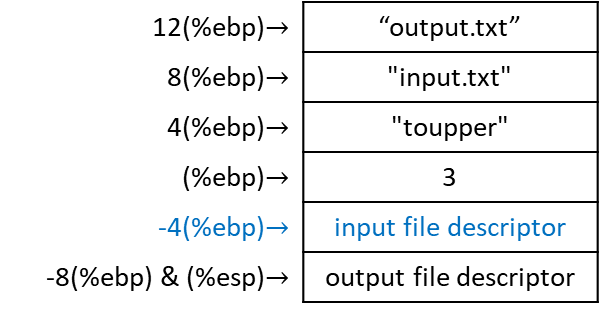 12(%ebp)→ “output.txt”
8(%ebp)→ "input.txt"
4(%ebp)→ "toupper"
(%ebp)→ 3
-4(%ebp)→ input file descriptor
-8(%ebp) & (%esp)→ output file descriptor